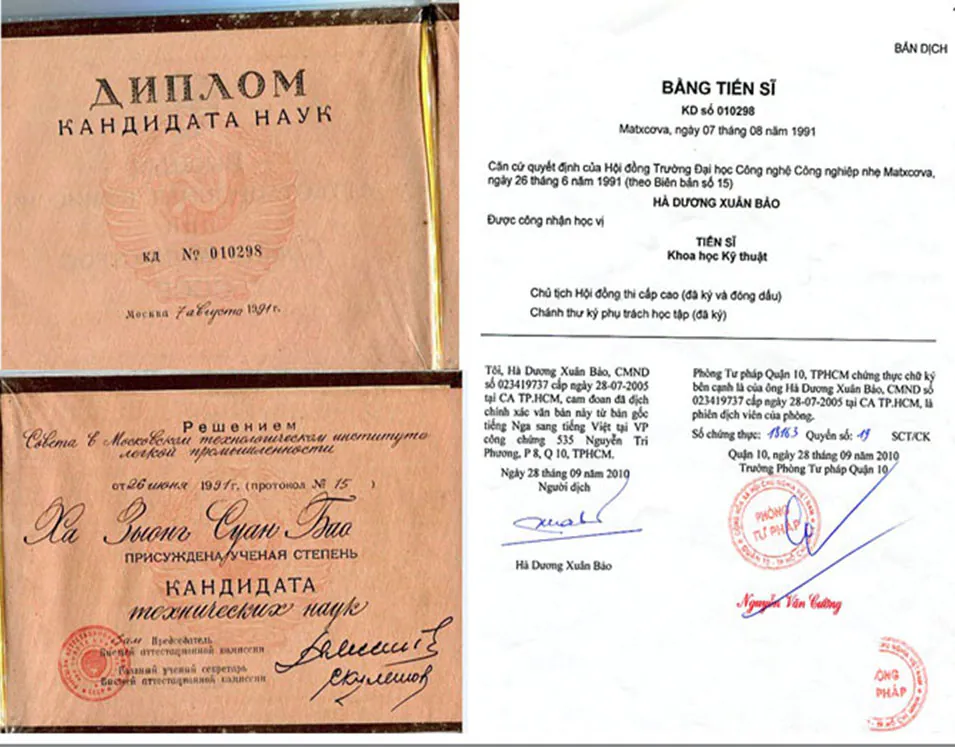 ДИПЛОМ
КАНДИДАТА НАУК
КД № 010298
Москва 7 августа 1991 г.
Решением
Совета в Московском технологическом институте
легкой промышленности
от 26 июня 1991 г. (протокол № 15 )
Ха Зыонг Суан Бао
ПРИСУЖДЕНА УЧЕНАЯ СТЕПЕНЬ
КАНДИДАТА
технических наук
Зам Председатель
Высшей аттестационной комиссии
Главный ученый секретарь
Высшей аттестационной комиссии
BẢN DỊCH
BẰNG TIẾN SĨ
KD số 010298
Matxcơva, ngày 07 tháng 08 năm 1991
Căn cứ quyết định của Hội đồng Trường Đại học Công nghệ Công nghiệp nhẹ Matxcơva,
ngày 26 tháng 6 năm 1991 (theo Biên bản số 15)
HÀ DƯƠNG XUÂN BẢO
Được công nhận học vị
TIẾN SĨ
Khoa học Kỹ thuật
Chủ tịch Hội đồng thi cấp cao (đã ký và đóng dấu)
Chánh thư ký phụ trách học tập (đã ký)
Tôi, Hà Dương Xuân Bảo, CMND
số 023419737 cấp ngày 28-07-2005
tại CA TP.HCM, cam đoan đã dịch
chính xác văn bản này từ bản gốc
tiếng Nga sang tiếng Việt tại VP
công chứng 535 Nguyễn Tri
Phương, P 8, Q 10, TPHCM.
Ngày 28 tháng 09 năm 2010
Người dịch
Hà Dương Xuân Bảo
Phòng Tư pháp Quận 10, TPHCM chứng thực chữ ký
bên cạnh là của ông Hà Dương Xuân Bảo, CMND số
023419737 cấp ngày 28-07-2005 tại CA TP.HCM, là
phiên dịch viên của phòng.
Số chứng thực: 18163 Quyển số: 19 SCT/CK
Quận 10, ngày 28 tháng 09 năm 2010
Trưởng Phòng Tư pháp Quận 10
PHÒNG
TƯ PHÁP
Nguyễn Văn Cường
PHÁP